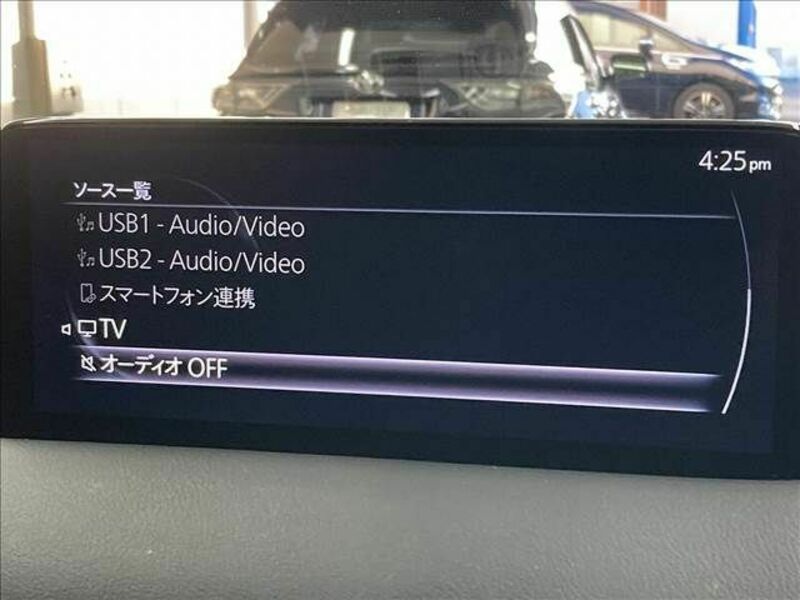 4:25pm
ソース一覧
USB1 - Audio/Video
USB2 - Audio/Video
スマートフォン連携
TV
オーディオ OFF